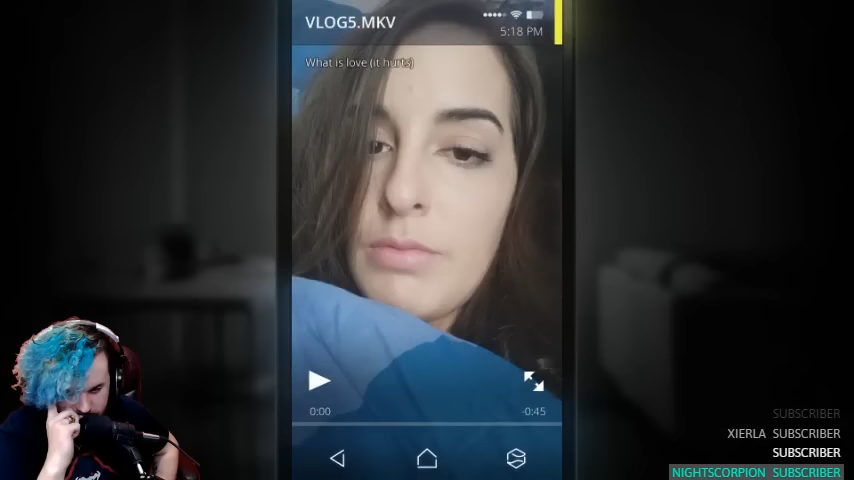 VLOG5.MKV
5:18 PM
What is love (it hurts)
0:00
-0:45
SUBSCRIBER
XIERLA SUBSCRIBER
SUBSCRIBER
NIGHTSCORPION SUBSCRIBER